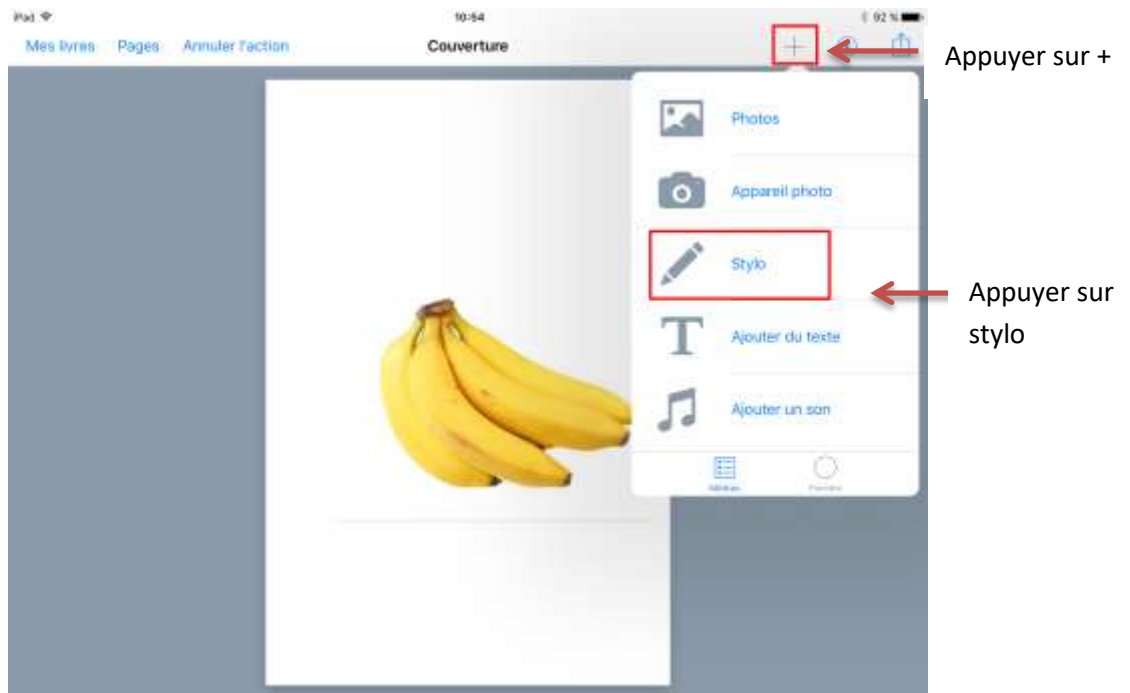 iPad 10:54 92 %
Mes livres Pages Annuler l'action Couverture
Appuyer sur +
Photos
Appareil photo
Stylo
Appuyer sur
stylo
Ajouter du texte
Ajouter un son